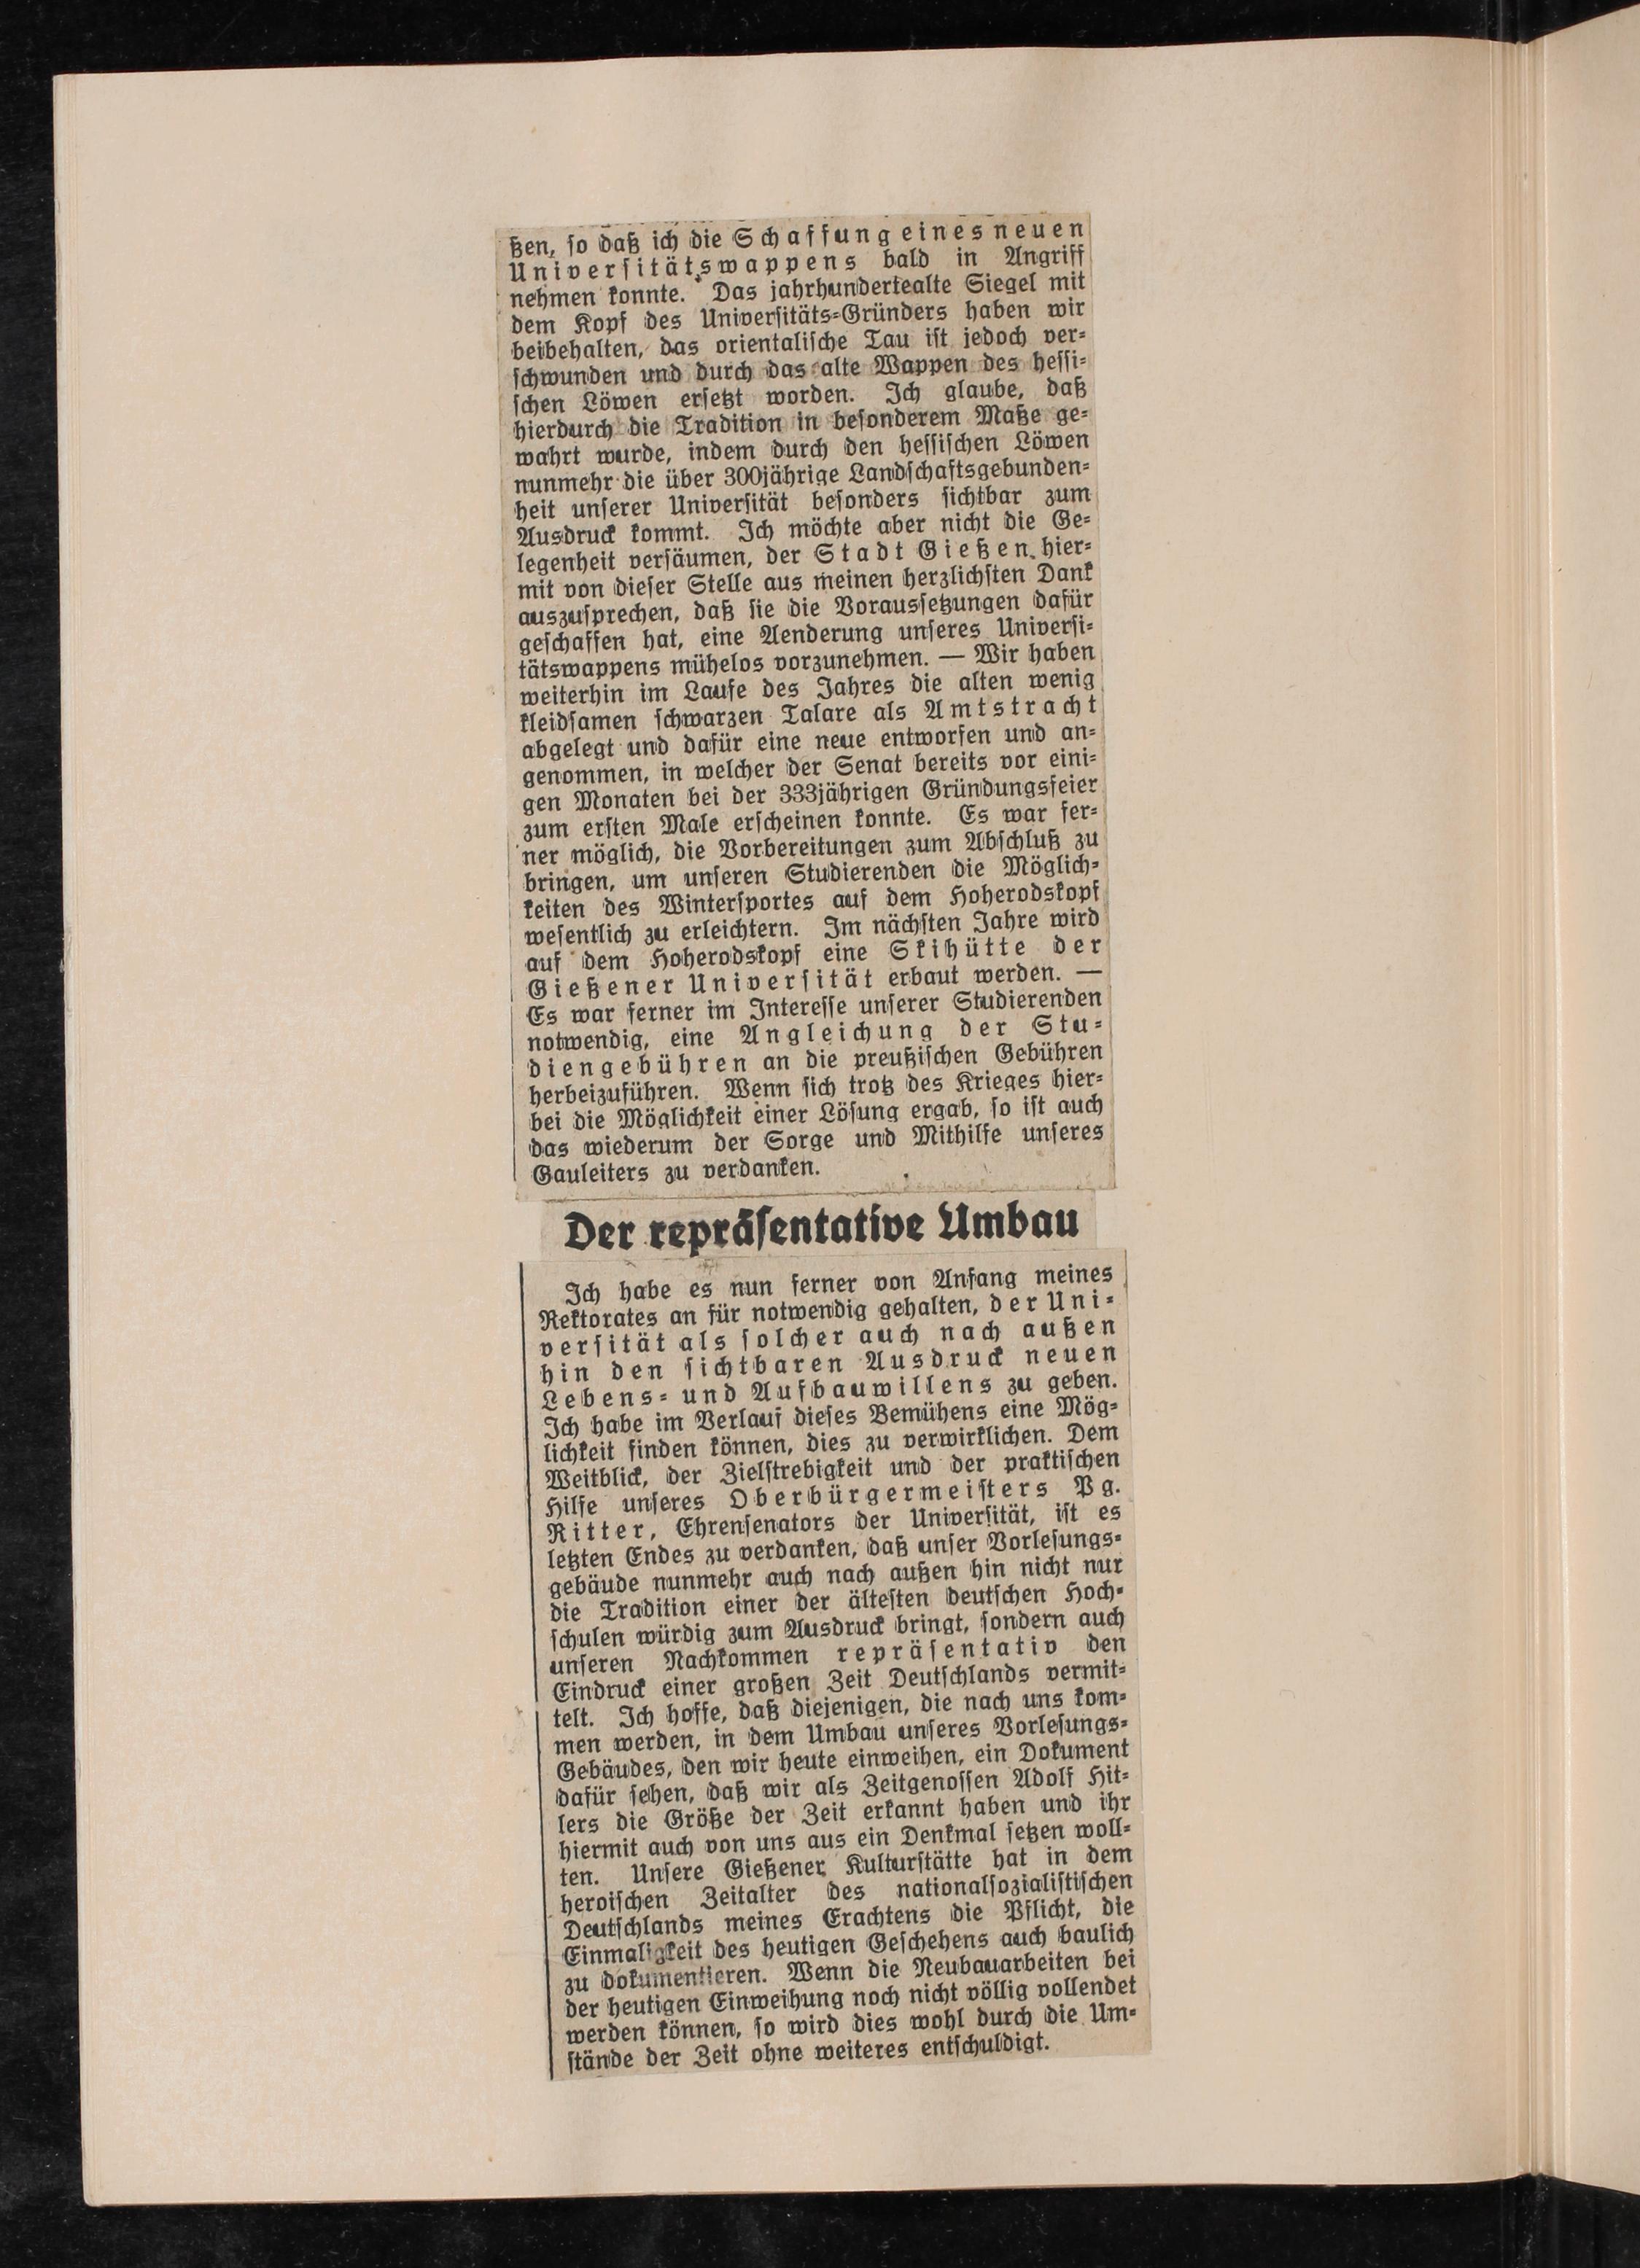 ßen, so daß ich die Schaffung eines neuen
Universitätswappens bald in Angriff
nehmen konnte. Das jahrhundertealte Siegel mit
dem Kopf des Universitäts-Gründers haben wir
beibehalten, das orientalische Tau ist jedoch ver-
schwunden und durch das alte Wappen des hessi-
schen Löwen ersetzt worden. Ich glaube, daß
hierdurch die Tradition in besonderem Maße ge-
wahrt wurde, indem durch den hessischen Löwen
nunmehr die über 300jährige Landschaftsgebunden-
heit unserer Universität besonders sichtbar zum
Ausdruck kommt. Ich möchte aber nicht die Ge-
legenheit versäumen, der Stadt Gießen hier-
mit von dieser Stelle aus meinen herzlichsten Dank
auszusprechen, daß sie die Voraussetzungen dafür
geschaffen hat, eine Aenderung unseres Universi-
tätswappens mühelos vorzunehmen. — Wir haben
weiterhin im Laufe des Jahres die alten wenig
kleidsamen schwarzen Talare als Amtstracht
abgelegt und dafür eine neue entworfen und an-
genommen, in welcher der Senat bereits vor eini-
gen Monaten bei der 333jährigen Gründungsfeier
zum ersten Male erscheinen konnte. Es war fer-
ner möglich, die Vorbereitungen zum Abschluß zu
bringen, um unseren Studierenden die Möglich-
keiten des Wintersportes auf dem Hoherodskopf
wesentlich zu erleichtern. Im nächsten Jahre wird
auf dem Hoherodskopf eine Skihütte der
Gießener Universität erbaut werden. —
Es war ferner im Interesse unserer Studierenden
notwendig, eine Angleichung der Stu-
diengebühren an die preußischen Gebühren
herbeizuführen. Wenn sich trotz des Krieges hier-
bei die Möglichkeit einer Lösung ergab, so ist auch
das wiederum der Sorge und Mithilfe unseres
Gauleiters zu verdanken.
Der repräsentative Umbau
Ich habe es nun ferner von Anfang meines
Rektorates an für notwendig gehalten, der Uni-
versität als solcher auch nach außen
hin den sichtbaren Ausdruck neuen
Lebens- und Aufbauwillens zu geben.
Ich habe im Verlauf dieses Bemühens eine Mög-
lichkeit finden können, dies zu verwirklichen. Dem
Weitblick, der Zielstrebigkeit und der praktischen
Hilfe unseres Oberbürgermeisters Pg.
Ritter, Ehrensenators der Universität, ist es
letzten Endes zu verdanken, daß unser Vorlesungs-
gebäude nunmehr auch nach außen hin nicht nur
die Tradition einer der ältesten deutschen Hoch-
schulen würdig zum Ausdruck bringt, sondern auch
unseren Nachkommen repräsentativ den
Eindruck einer großen Zeit Deutschlands vermit-
telt. Ich hoffe, daß diejenigen, die nach uns kom-
men werden, in dem Umbau unseres Vorlesungs-
Gebäudes, den wir heute einweihen, ein Dokument
dafür sehen, daß wir als Zeitgenossen Adolf Hit-
lers die Größe der Zeit erkannt haben und ihr
hiermit auch von uns aus ein Denkmal setzen woll-
ten. Unsere Gießener Kulturstätte hat in dem
heroischen Zeitalter des nationalsozialistischen
Deutschlands meines Erachtens die Pflicht, die
Einmaligkeit des heutigen Geschehens auch baulich
zu dokumentieren. Wenn die Neubauarbeiten bei
der heutigen Einweihung noch nicht völlig vollendet
werden können, so wird dies wohl durch die Um-
stände der Zeit ohne weiteres entschuldigt.